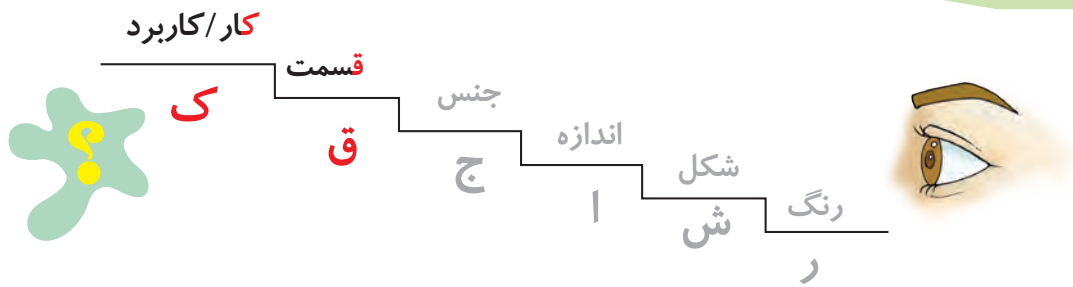 کار/کاربرد
ک
قسمت
ق
جنس
ج
اندازه
ا
شکل
ش
رنگ
ر
؟